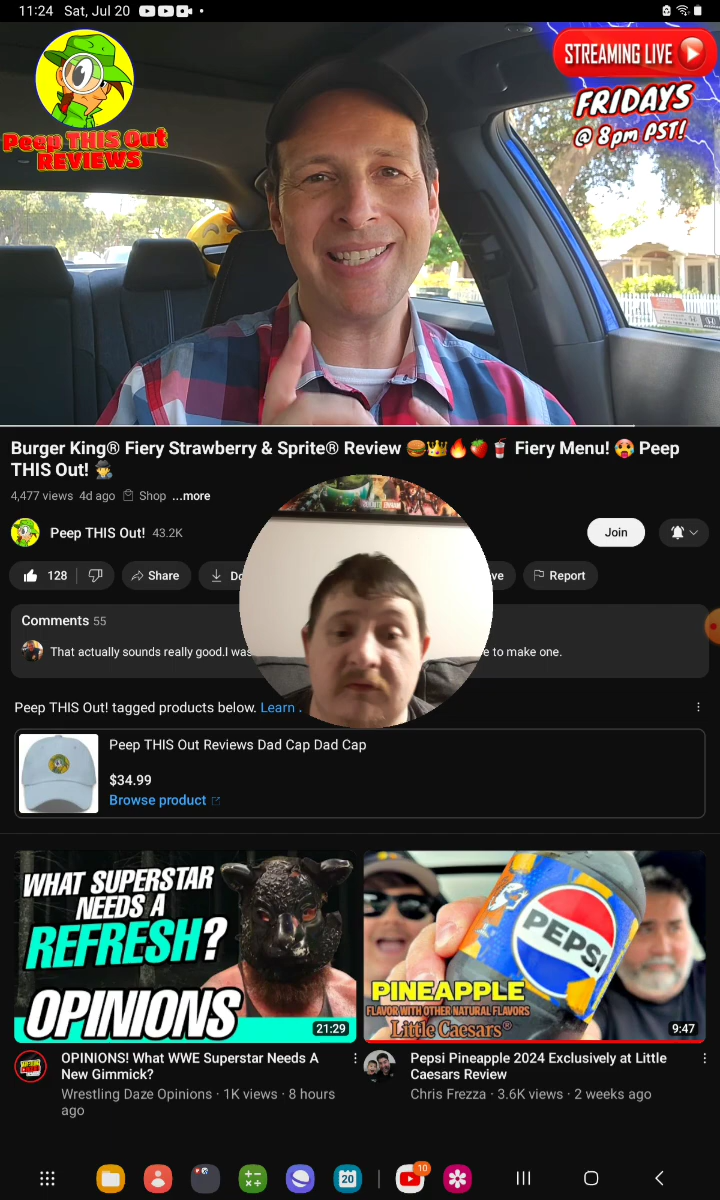 11:24 Sat, Jul 20
Peep THIS Out
REVIEWS
STREAMING LIVE
FRIDAYS
@ 8pm PST!
Burger King® Fiery Strawberry & Sprite® Review 🍔👑🔥🍓🥤 Fiery Menu! 🥵 Peep
THIS Out! 🕵️
4,477 views 4d ago Shop ...more
Peep THIS Out! 43.2K
Join
128
Share
Do
ve
Report
Comments 55
That actually sounds really good.I was
e to make one.
Peep THIS Out! tagged products below. Learn .
Peep THIS Out Reviews Dad Cap Dad Cap
$34.99
Browse product
WHAT SUPERSTAR
NEEDS A
REFRESH?
OPINIONS
21:29
PEPSI
PINEAPPLE
FLAVOR WITH OTHER NATURAL FLAVORS
Little Caesars®
9:47
OPINIONS! What WWE Superstar Needs A
New Gimmick?
Wrestling Daze Opinions · 1K views · 8 hours
ago
Pepsi Pineapple 2024 Exclusively at Little
Caesars Review
Chris Frezza · 3.6K views · 2 weeks ago
20
10